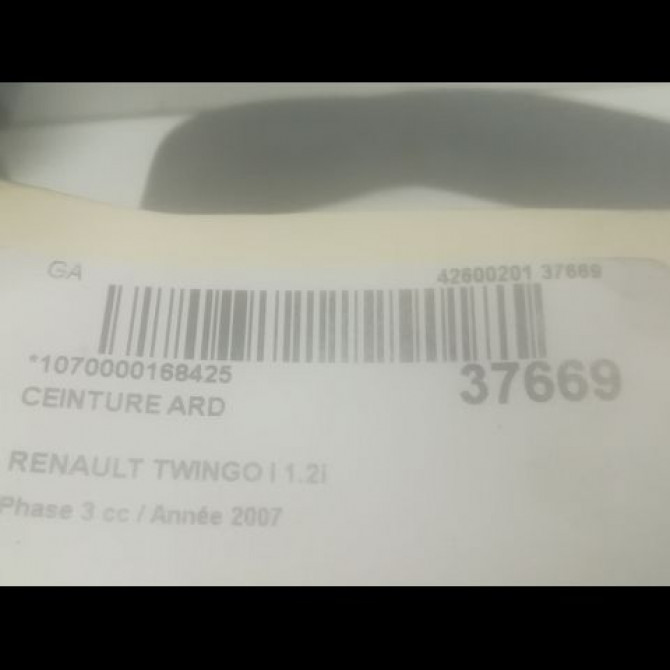 GA 42600201 37669
*1070000168425 37669
CEINTURE ARD
RENAULT TWINGO I 1.2i
Phase 3 cc / Année 2007